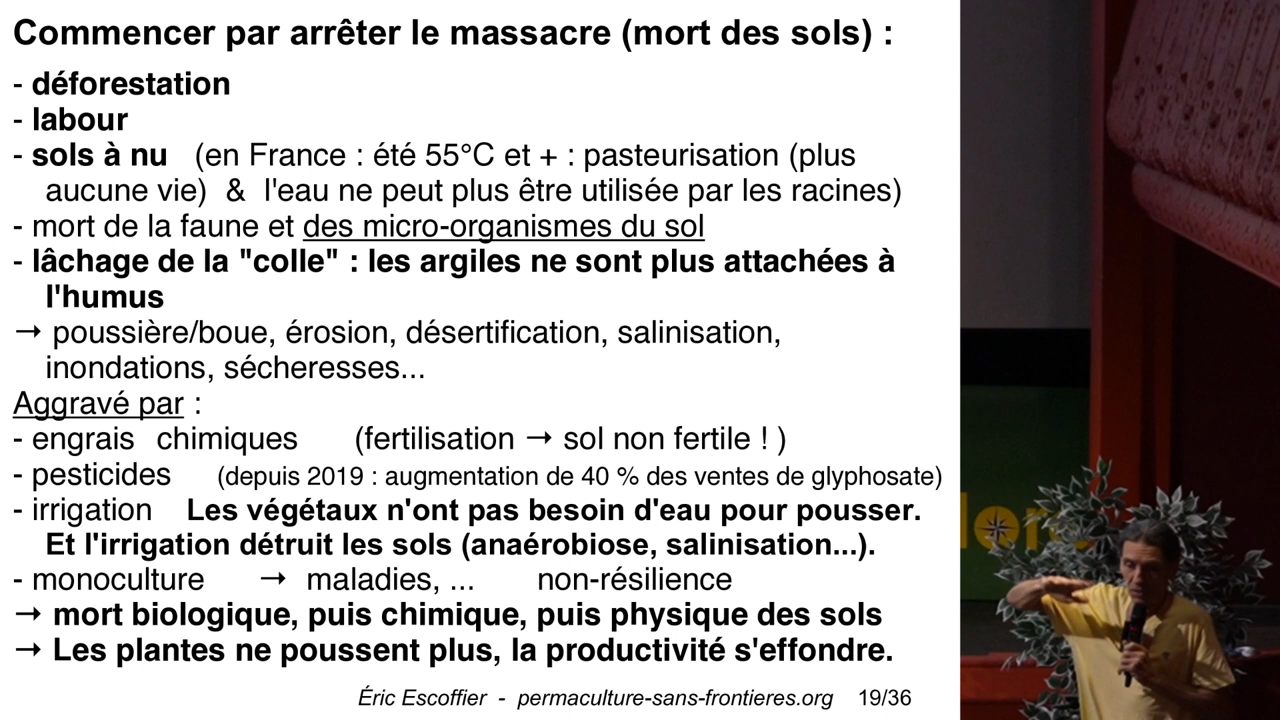 Commencer par arrêter le massacre (mort des sols) :
- déforestation
- labour
- sols à nu (en France : été 55°C et + : pasteurisation (plus
aucune vie) & l'eau ne peut plus être utilisée par les racines)
- mort de la faune et des micro-organismes du sol
- lâchage de la "colle" : les argiles ne sont plus attachées à
l'humus
→ poussière/boue, érosion, désertification, salinisation,
inondations, sécheresses...
Aggravé par :
- engrais chimiques (fertilisation → sol non fertile ! )
- pesticides (depuis 2019 : augmentation de 40 % des ventes de glyphosate)
- irrigation Les végétaux n'ont pas besoin d'eau pour pousser.
Et l'irrigation détruit les sols (anaérobiose, salinisation...).
- monoculture → maladies, ... non-résilience
→ mort biologique, puis chimique, puis physique des sols
→ Les plantes ne poussent plus, la productivité s'effondre.
Éric Escoffier - permaculture-sans-frontieres.org 19/36